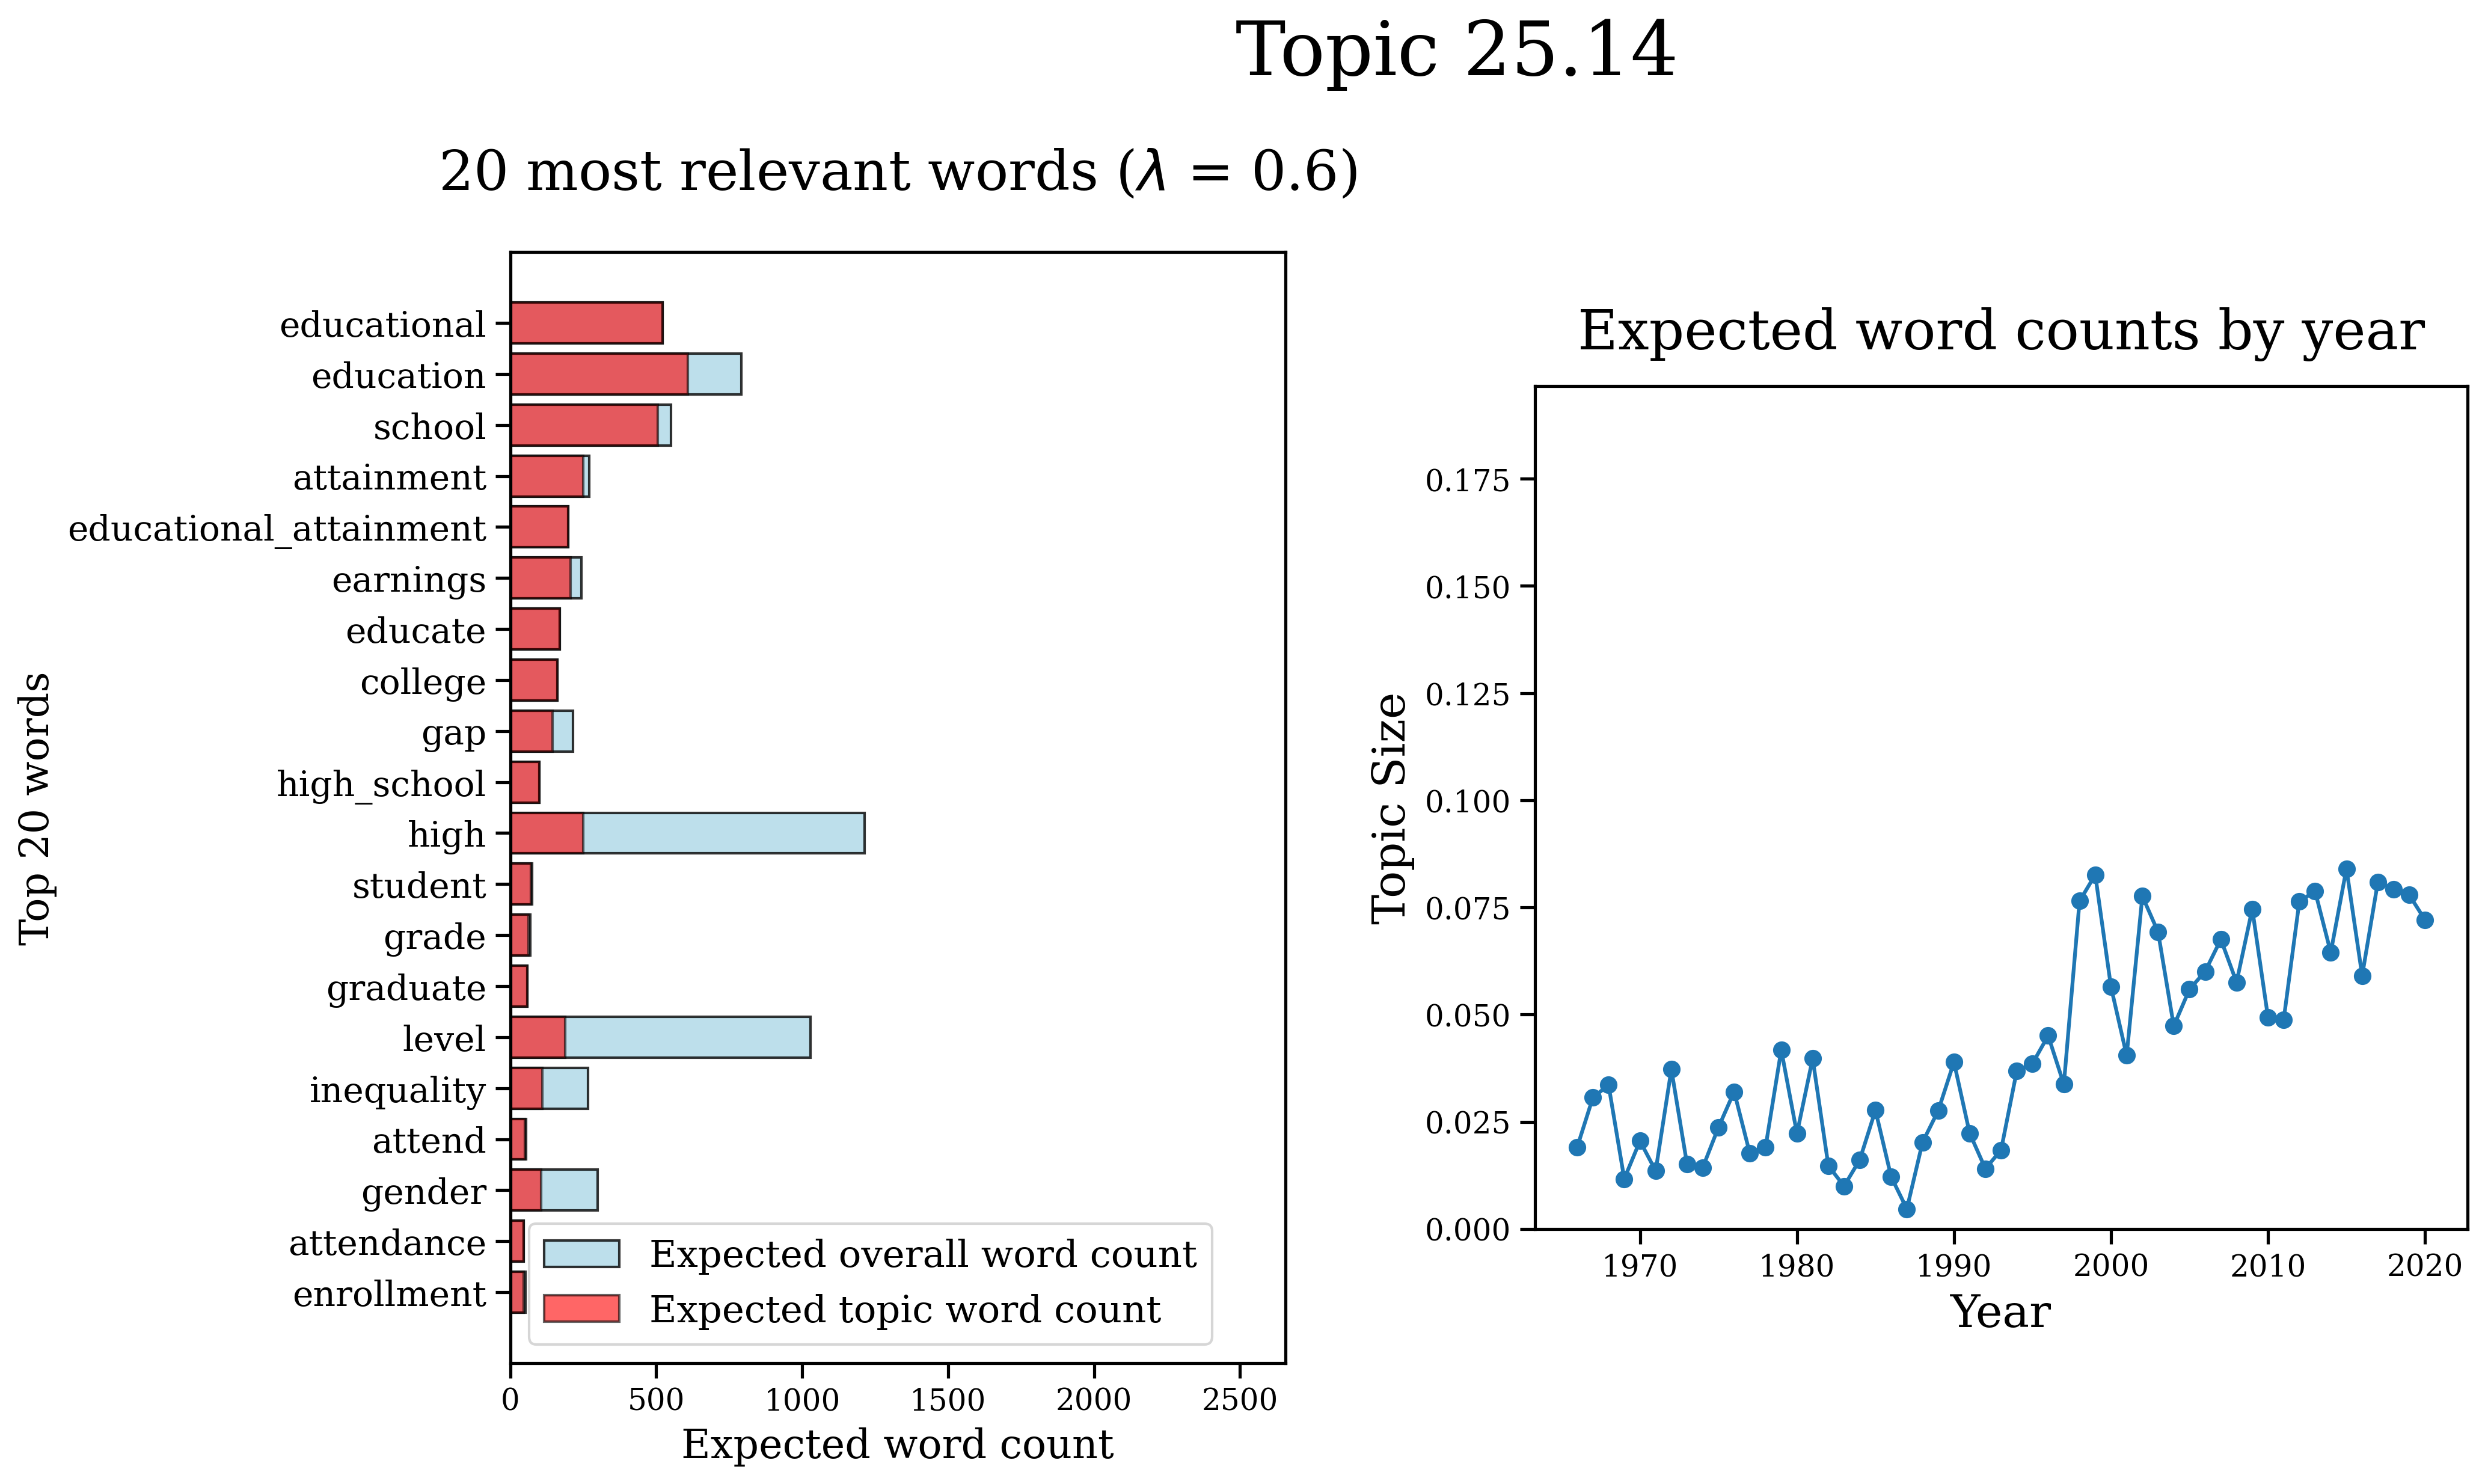 Topic 25.14
20 most relevant words (λ = 0.6)
Top 20 words
educational
education
school
attainment
educational_attainment
earnings
educate
college
gap
high_school
high
student
grade
graduate
level
inequality
attend
gender
attendance
enrollment
Expected overall word count
Expected topic word count
0 500 1000 1500 2000 2500
Expected word count
Expected word counts by year
Topic Size
0.175
0.150
0.125
0.100
0.075
0.050
0.025
0.000
1970 1980 1990 2000 2010 2020
Year